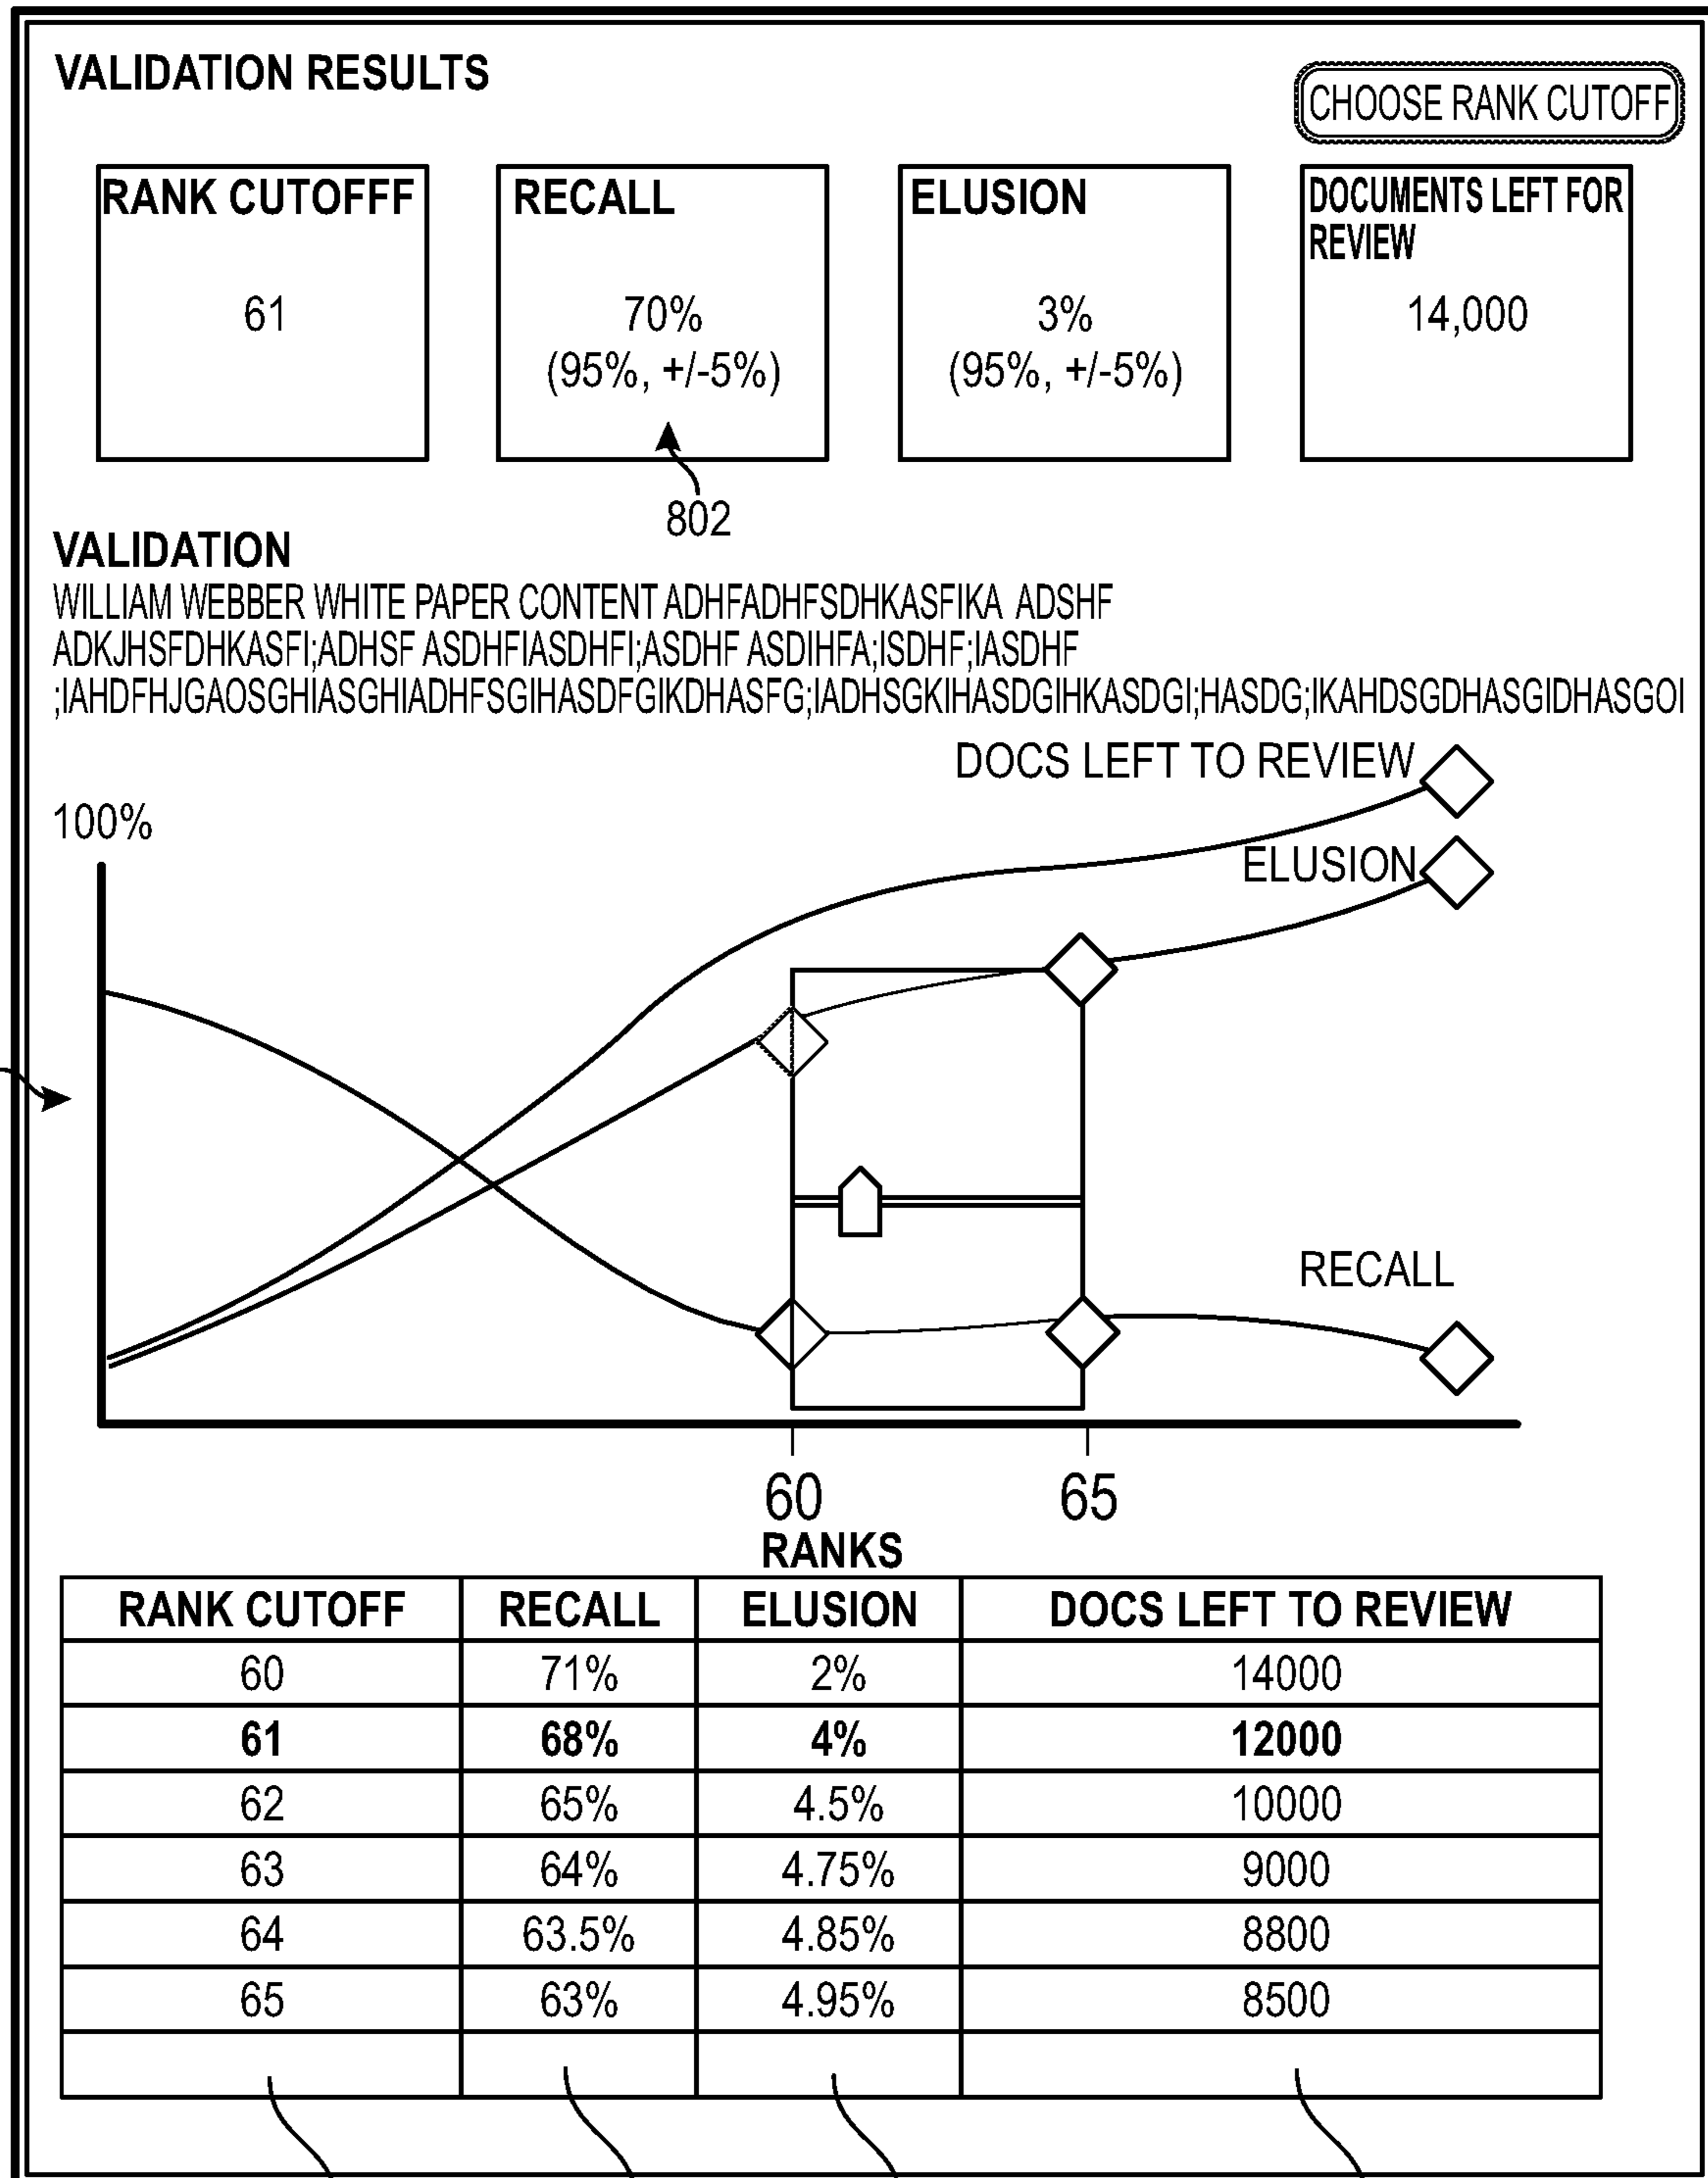 VALIDATION RESULTS
CHOOSE RANK CUTOFF
RANK CUTOFFF
61
RECALL
70%
(95%, +/-5%)
ELUSION
3%
(95%, +/-5%)
DOCUMENTS LEFT FOR
REVIEW
14,000
802
VALIDATION
WILLIAM WEBBER WHITE PAPER CONTENT ADHFADHFSDHKASFIKA ADSHF
ADKJHSFDHKASFI;ADHSF ASDHFIASDHFI;ASDHF ASDIHFA;ISDHF;IASDHF
;IAHDFHJGAOSGHIASGHIADHFSGIHASDFGIKDHASFG;IADHSGKIHASDGIHKASDGI;HASDG;IKAHDSGDHASGIDHASGOI
DOCS LEFT TO REVIEW
100%
ELUSION
RECALL
60 65
RANKS
RANK CUTOFF RECALL ELUSION DOCS LEFT TO REVIEW
60 71% 2% 14000
61 68% 4% 12000
62 65% 4.5% 10000
63 64% 4.75% 9000
64 63.5% 4.85% 8800
65 63% 4.95% 8500